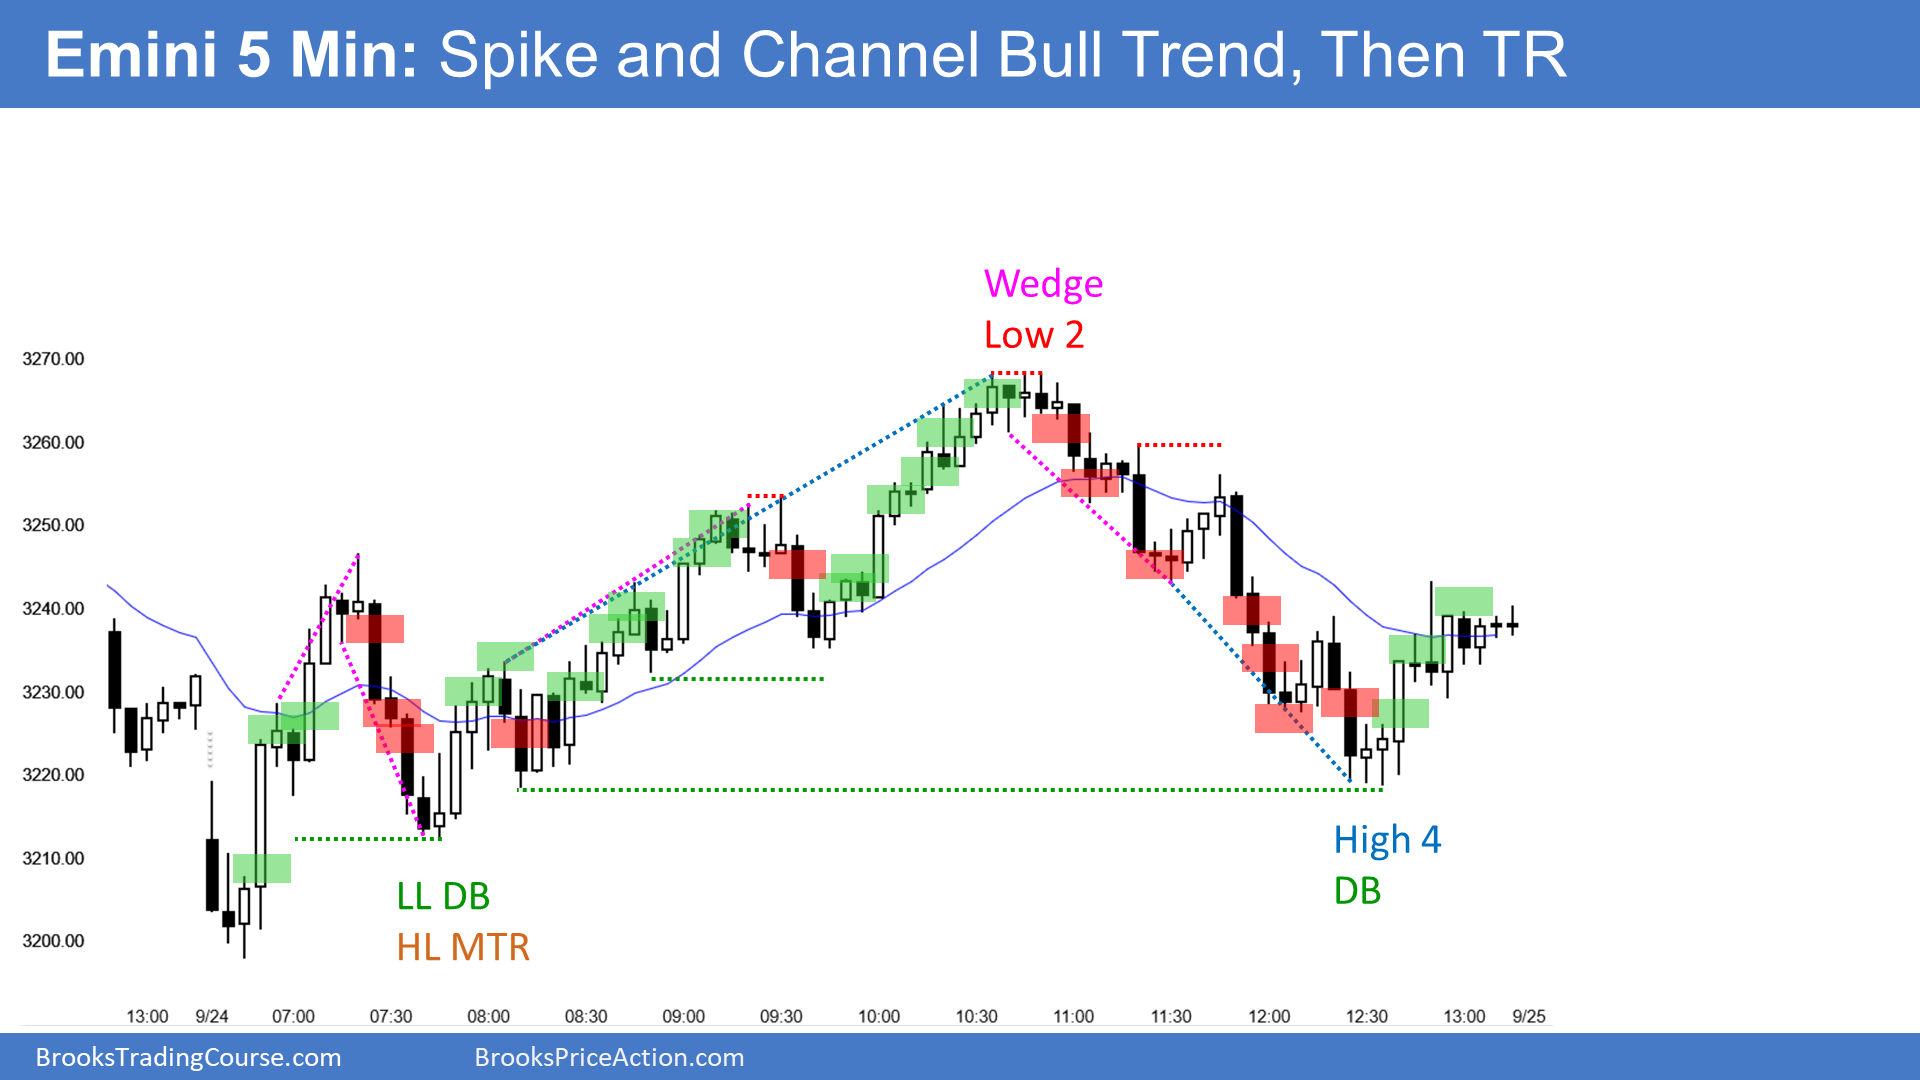 Emini 5 Min: Spike and Channel Bull Trend, Then TR
Wedge
Low 2
3270.00
3260.00
3250.00
3240.00
3230.00
3220.00
3210.00
3200.00
High 4
DB
LL DB
HL MTR
13:00 9/24 07:00 07:30 08:00 08:30 09:00 09:30 10:00 10:30 11:00 11:30 12:00 12:30 13:00 9/25
BrooksTradingCourse.com BrooksPriceAction.com